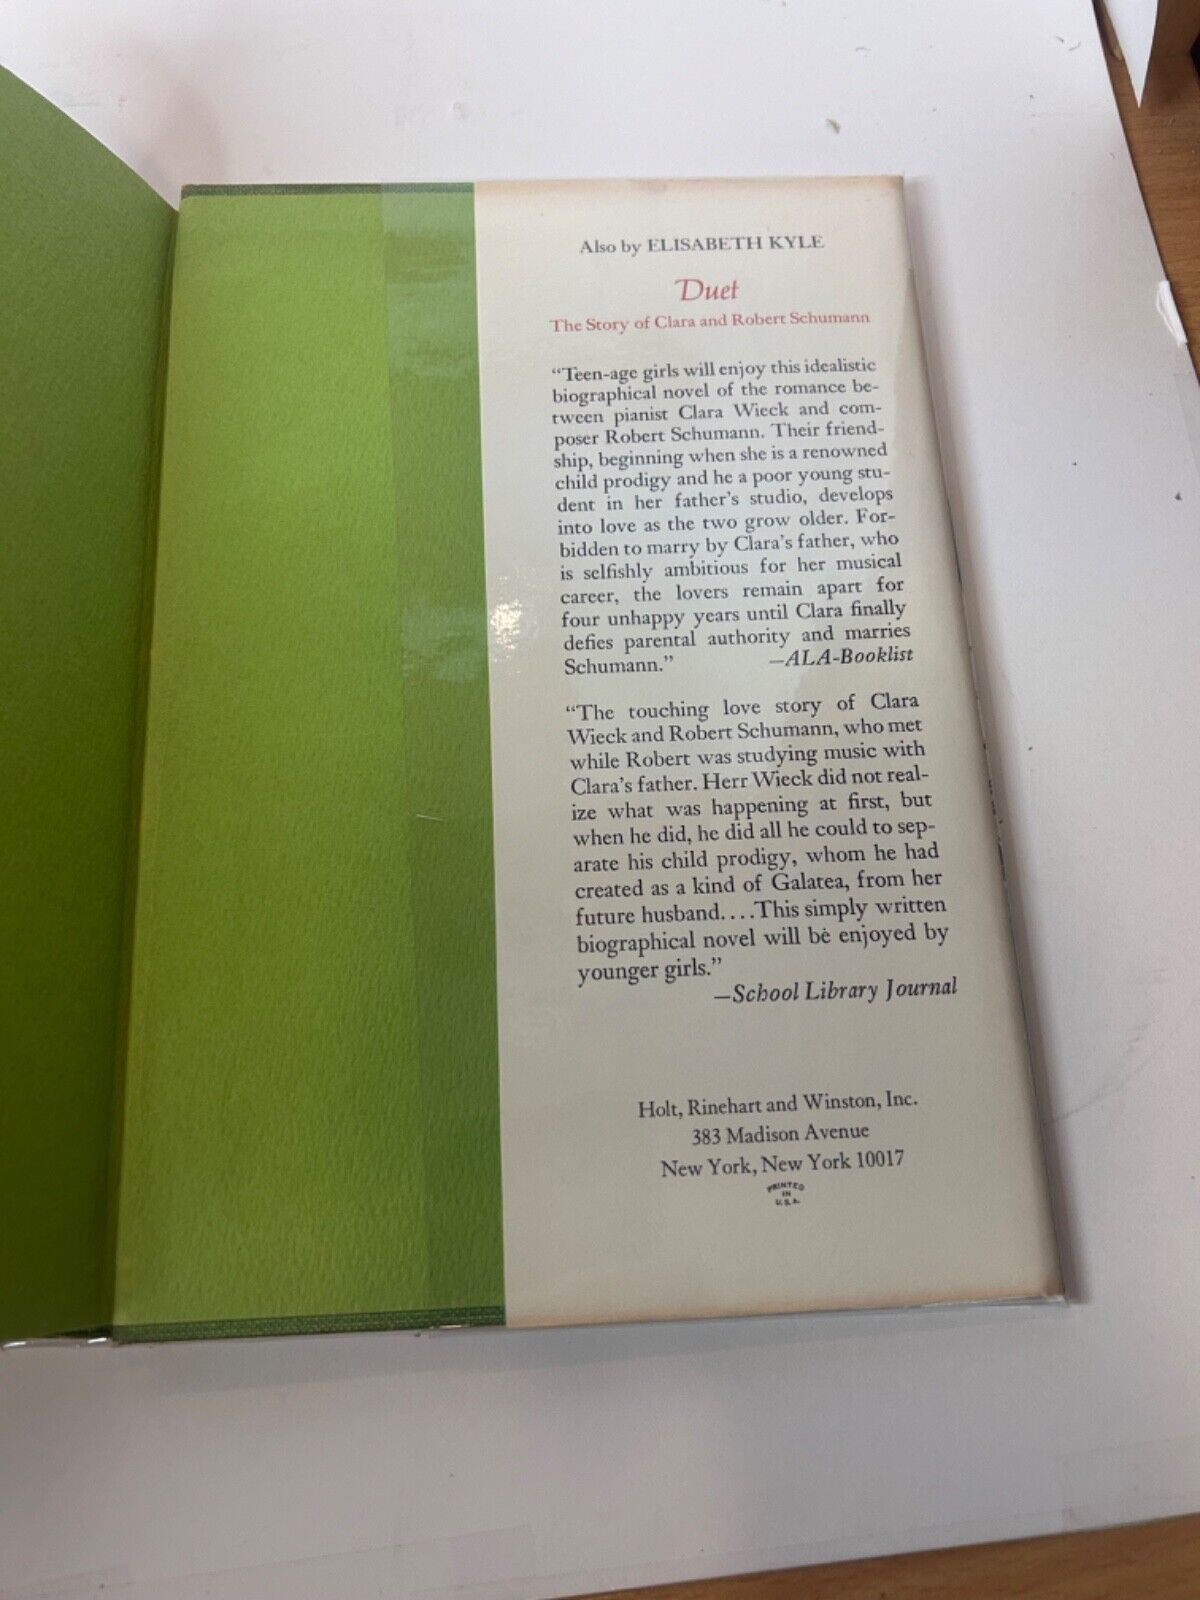 Also by ELISABETH KYLE
Duet
The Story of Clara and Robert Schumann
“Teen-age girls will enjoy this idealistic
biographical novel of the romance be-
tween pianist Clara Wieck and com-
poser Robert Schumann. Their friend-
ship, beginning when she is a renowned
child prodigy and he a poor young stu-
dent in her father’s studio, develops
into love as the two grow older. For-
bidden to marry by Clara’s father, who
is selfishly ambitious for her musical
career, the lovers remain apart for
four unhappy years until Clara finally
defies parental authority and marries
Schumann.” —ALA-Booklist
“The touching love story of Clara
Wieck and Robert Schumann, who met
while Robert was studying music with
Clara’s father. Herr Wieck did not real-
ize what was happening at first, but
when he did, he did all he could to sep-
arate his child prodigy, whom he had
created as a kind of Galatea, from her
future husband....This simply written
biographical novel will be enjoyed by
younger girls.”
—School Library Journal
Holt, Rinehart and Winston, Inc.
383 Madison Avenue
New York, New York 10017
PRINTED
IN
U.S.A.